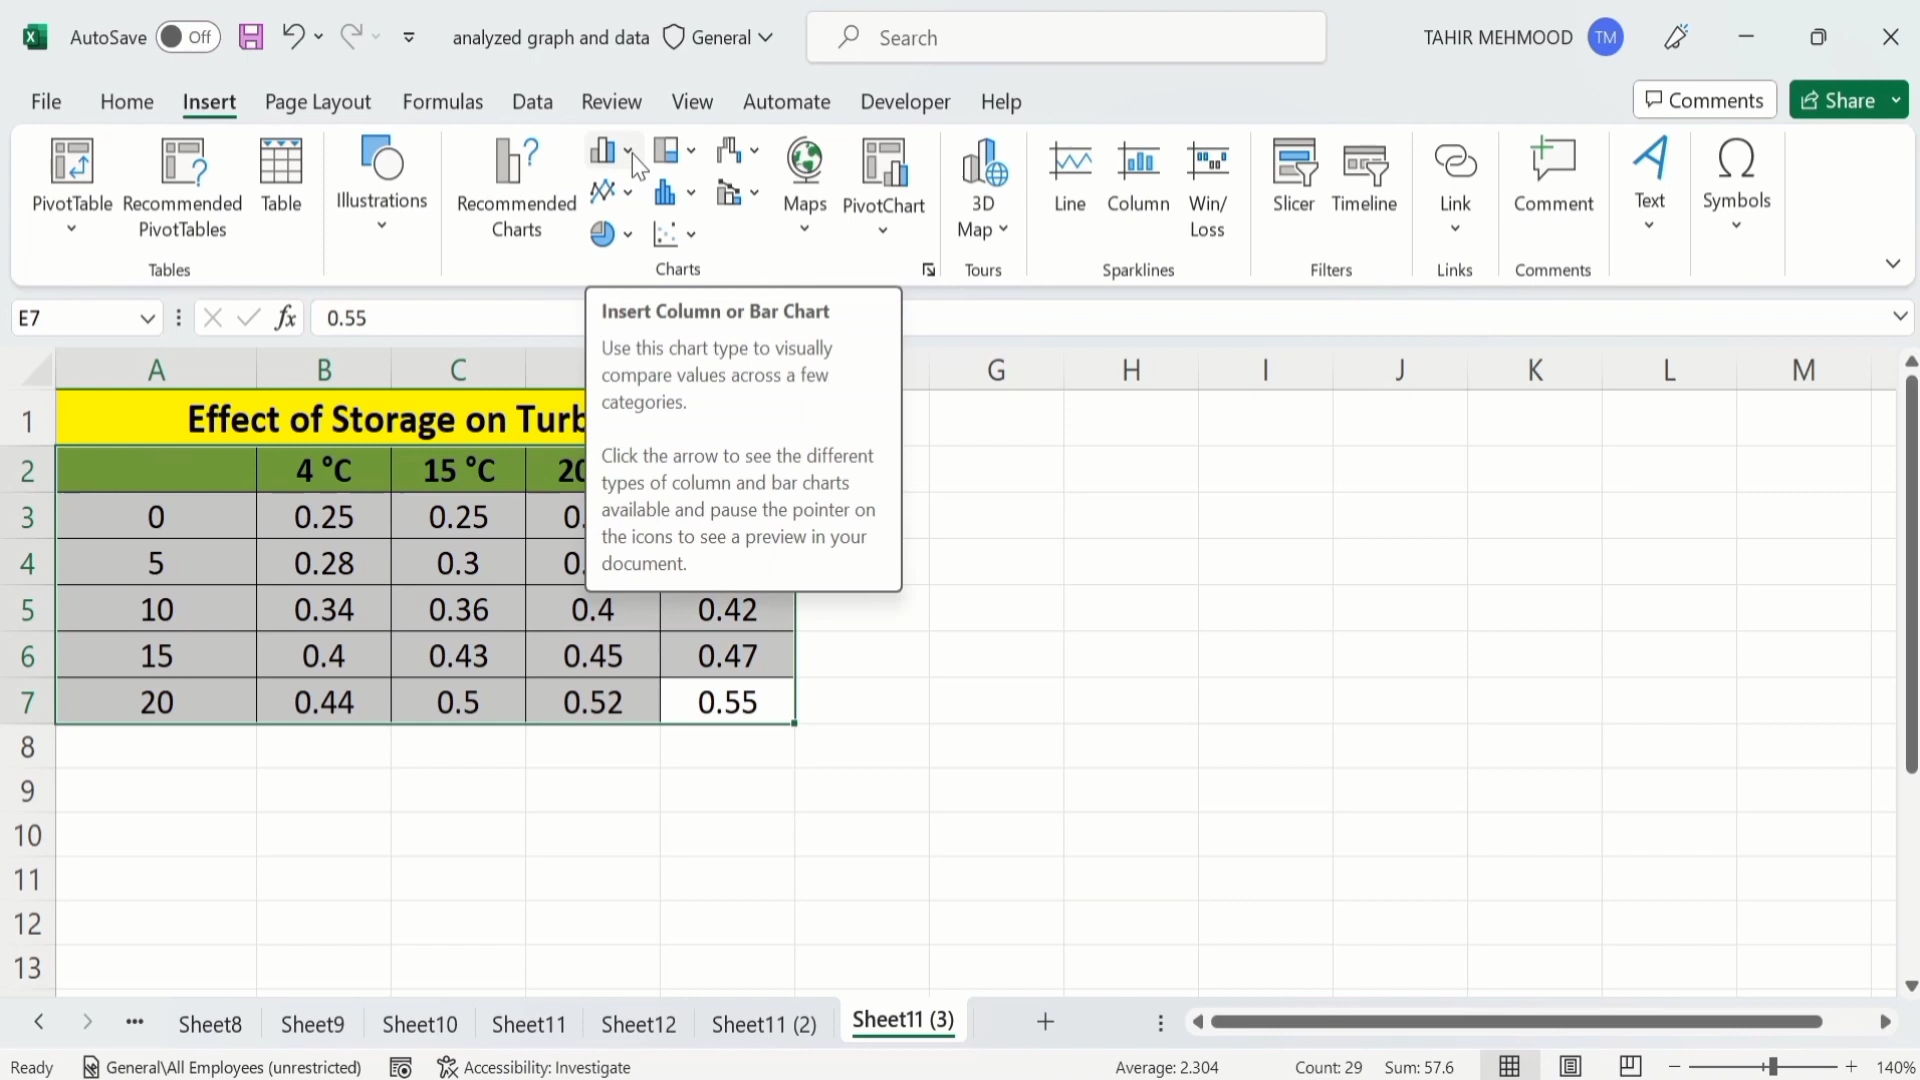 AutoSave Off analyzed graph and data General Search TAHIR MEHMOOD TM
File Home Insert Page Layout Formulas Data Review View Automate Developer Help Comments Share
PivotTable Recommended PivotTables Table
Tables
Illustrations
Recommended Charts
Maps PivotChart
Charts
3D Map
Tours
Line Column Win/Loss
Sparklines
Slicer Timeline
Filters
Link
Links
Comment
Comments
Text
Symbols
E7 fx 0.55
Insert Column or Bar Chart
Use this chart type to visually
compare values across a few
categories.
Click the arrow to see the different
types of column and bar charts
available and pause the pointer on
the icons to see a preview in your
document.
A B C G H I J K L M
1 Effect of Storage on Turb
2 4 °C 15 °C 20
3 0 0.25 0.25 0.
4 5 0.28 0.3 0.
5 10 0.34 0.36 0.4 0.42
6 15 0.4 0.43 0.45 0.47
7 20 0.44 0.5 0.52 0.55
8
9
10
11
12
13
Sheet8 Sheet9 Sheet10 Sheet11 Sheet12 Sheet11 (2) Sheet11 (3)
Ready General\All Employees (unrestricted) Accessibility: Investigate Average: 2.304 Count: 29 Sum: 57.6 140%